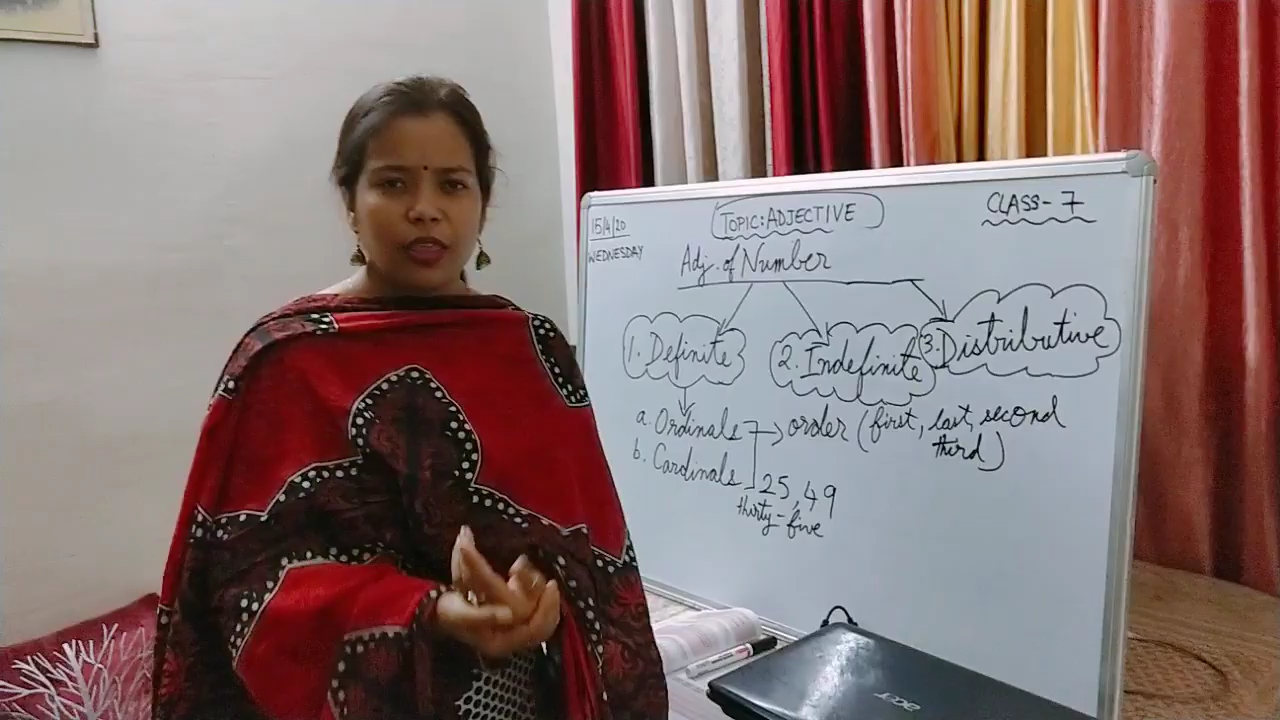 15/4/20
WEDNESDAY
TOPIC: ADJECTIVE
CLASS-7
Adj. of Number
1. Definite
2. Indefinite
3. Distributive
a. Ordinals → order (first, last, second
third)
b. Cardinals 25, 49
thirty-five
acer